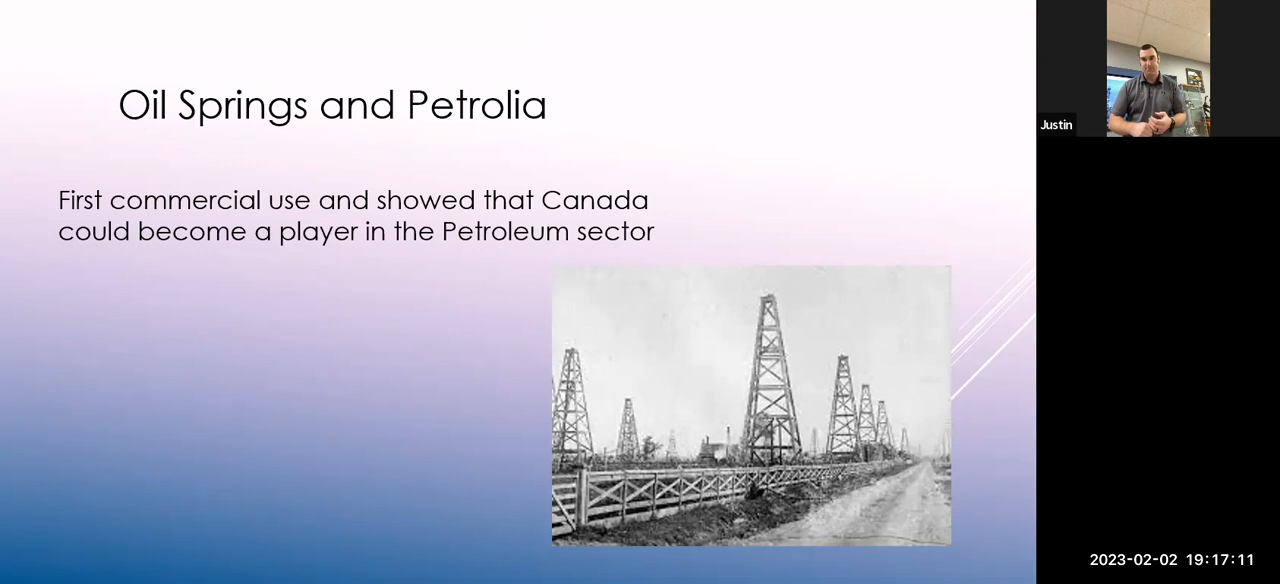 Oil Springs and Petrolia
First commercial use and showed that Canada
could become a player in the Petroleum sector
Justin
2023-02-02 19:17:11